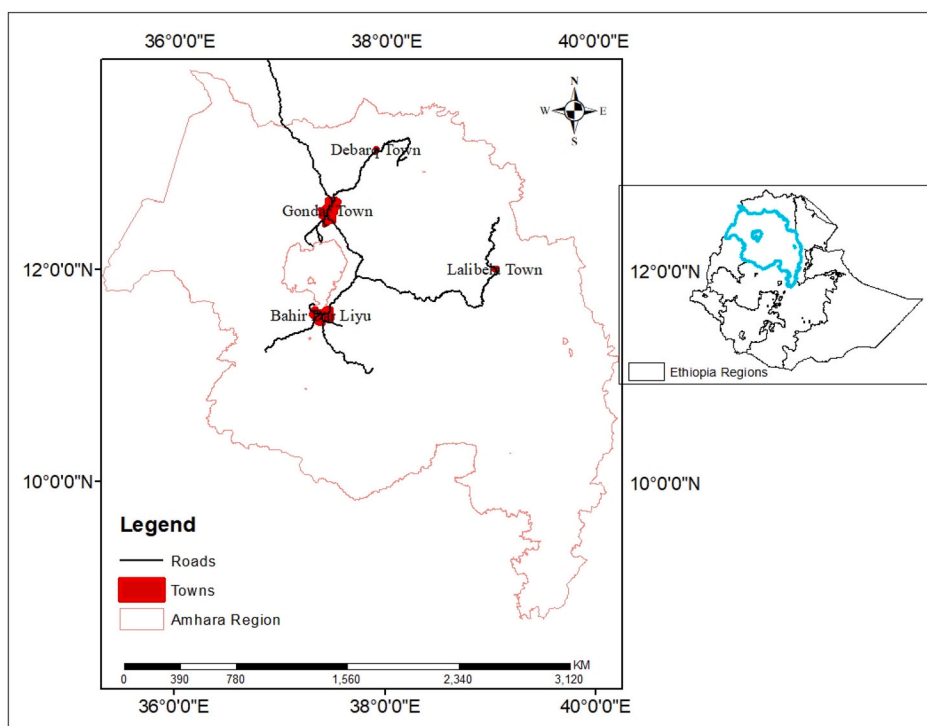 36°0'0"E 38°0'0"E 40°0'0"E
N
W E
S
Debarq Town
Gonder Town
12°0'0"N 12°0'0"N
Lalibela Town
Bahir Dar Liyu
Ethiopia Regions
10°0'0"N 10°0'0"N
Legend
Roads
Towns
Amhara Region
KM
0 390 780 1,560 2,340 3,120
36°0'0"E 38°0'0"E 40°0'0"E